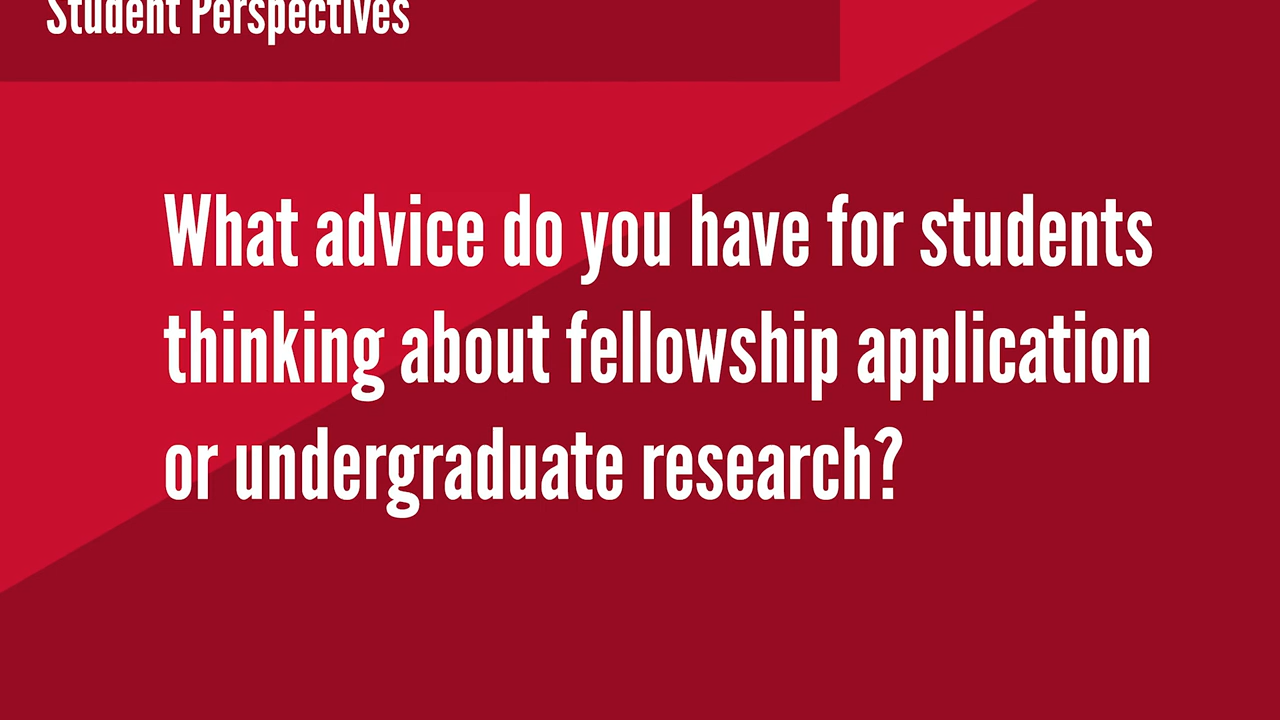 Student Perspectives
What advice do you have for students
thinking about fellowship application
or undergraduate research?